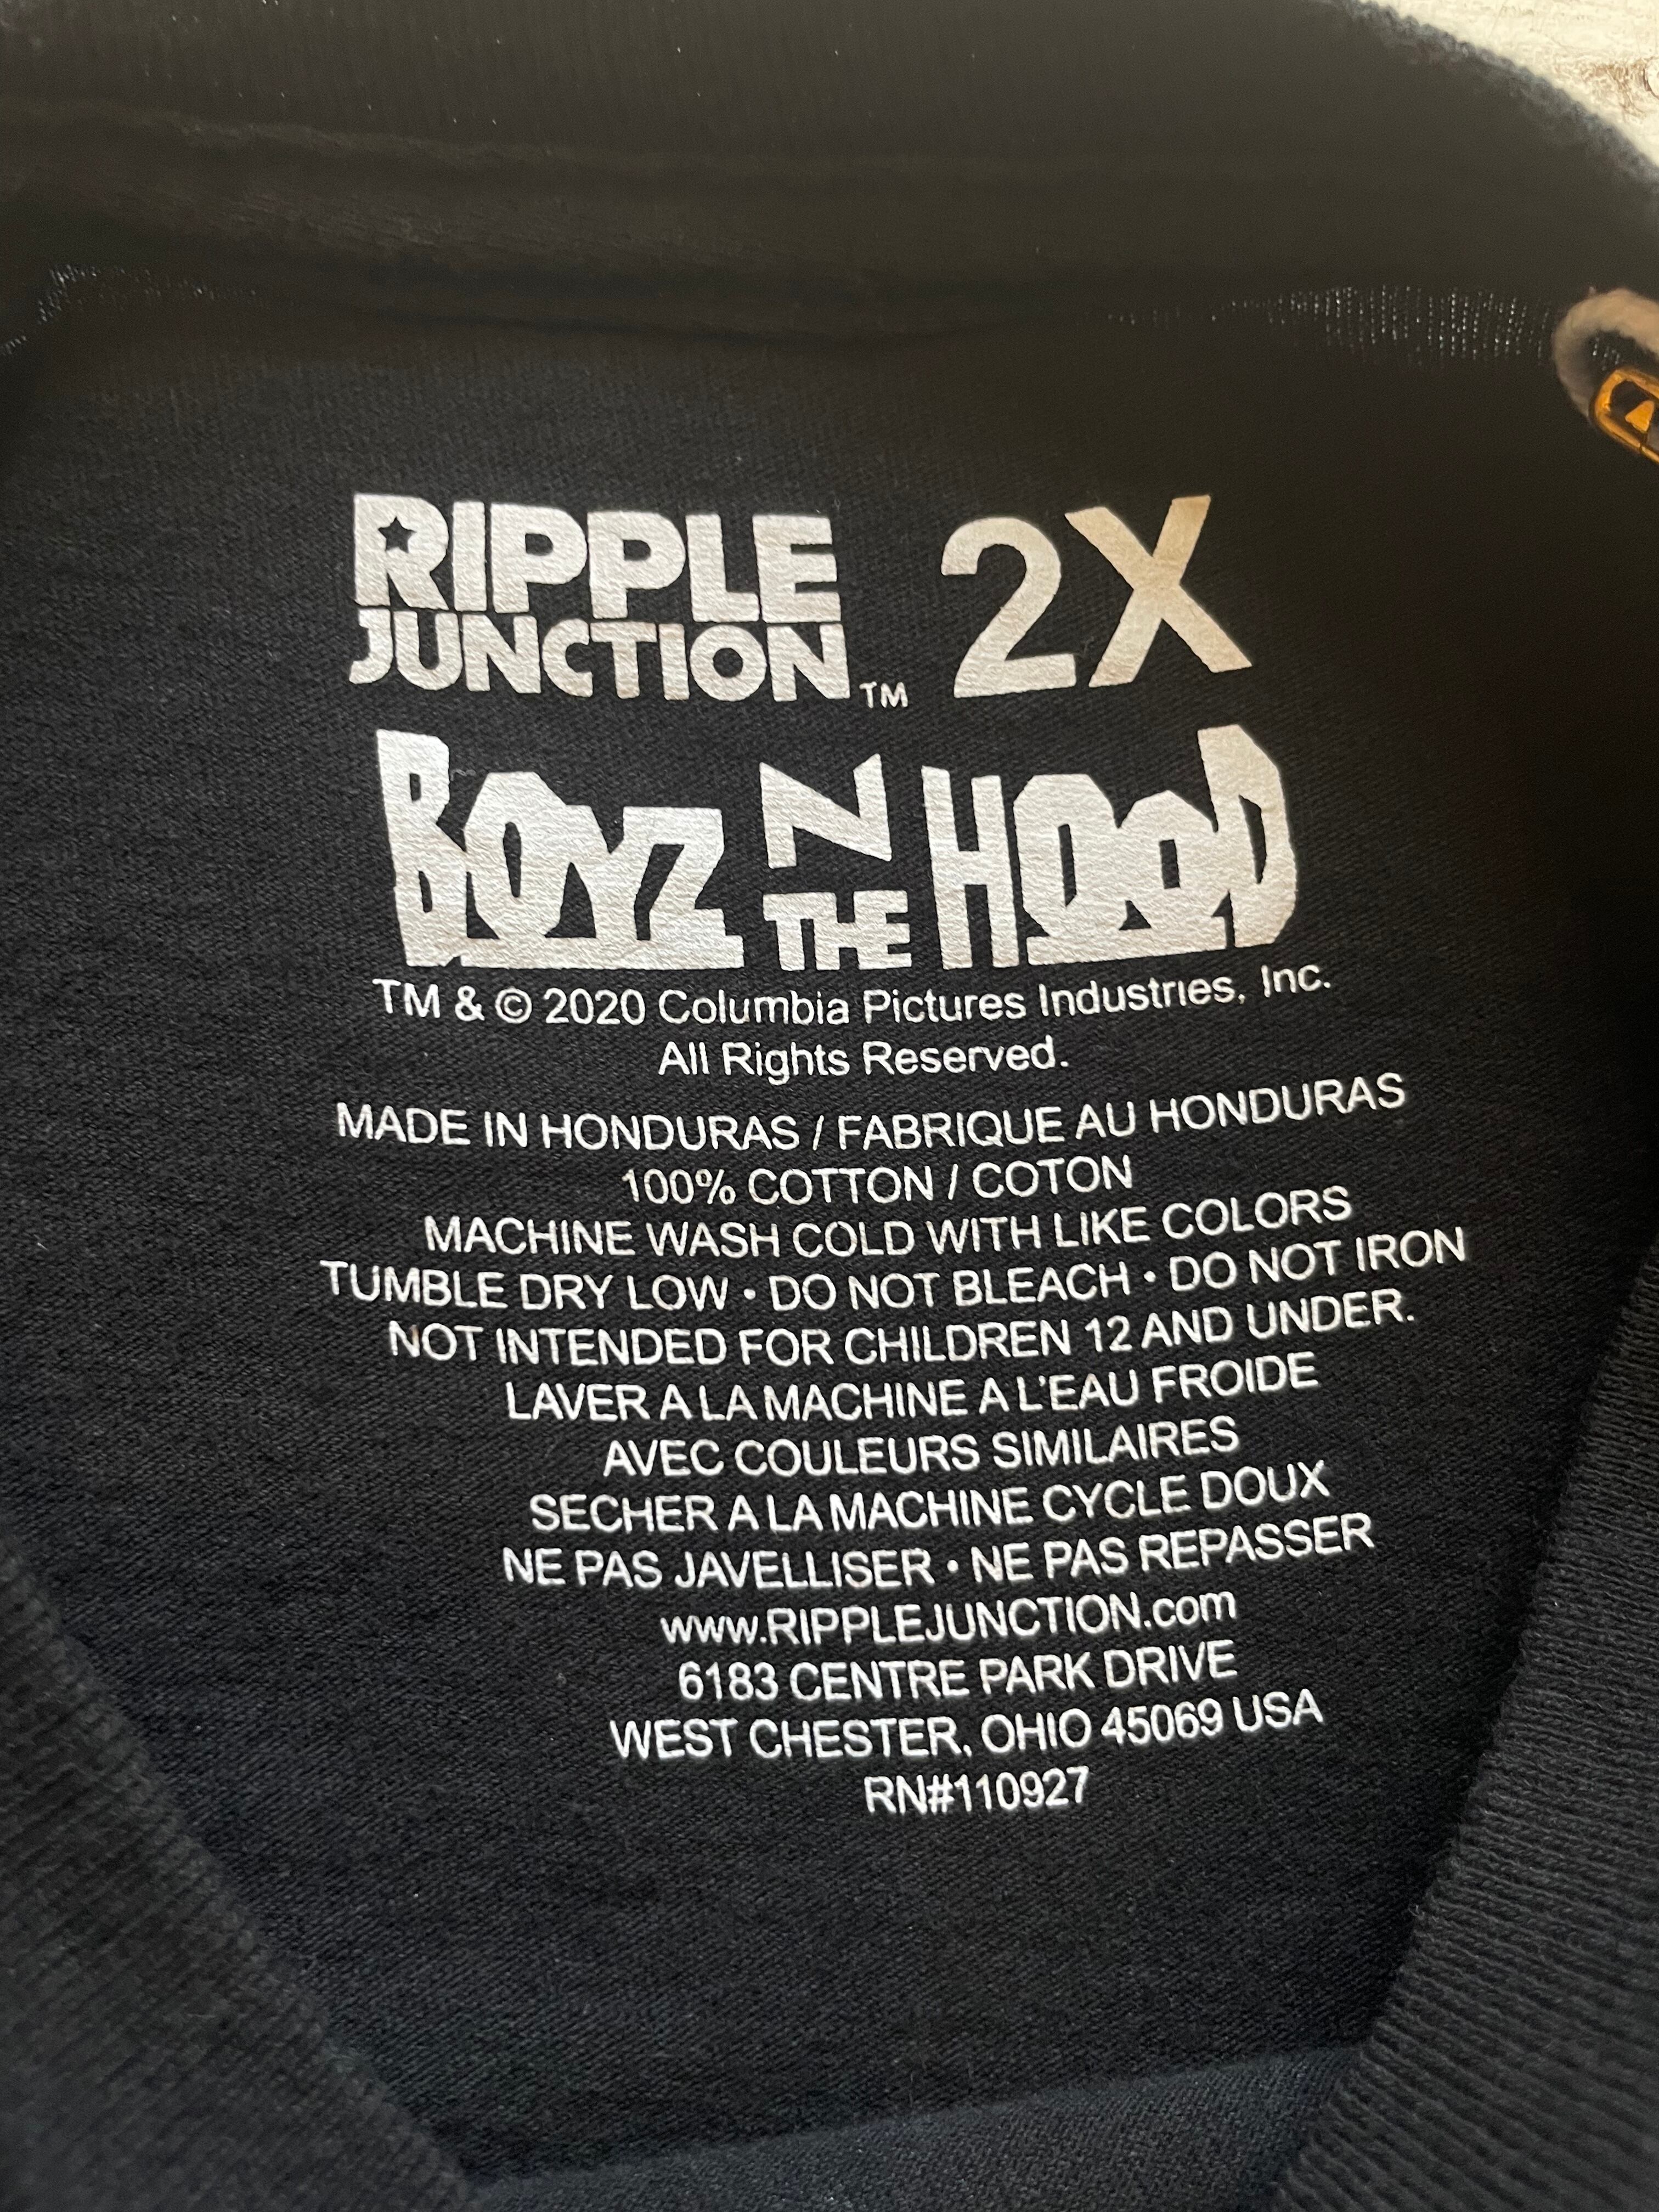 RIPPLE
JUNCTION™ 2X
BOYZ N THE HOOD
TM & © 2020 Columbia Pictures Industries, Inc.
All Rights Reserved.
MADE IN HONDURAS / FABRIQUE AU HONDURAS
100% COTTON / COTON
MACHINE WASH COLD WITH LIKE COLORS
TUMBLE DRY LOW • DO NOT BLEACH • DO NOT IRON
NOT INTENDED FOR CHILDREN 12 AND UNDER.
LAVER A LA MACHINE A L'EAU FROIDE
AVEC COULEURS SIMILAIRES
SECHER A LA MACHINE CYCLE DOUX
NE PAS JAVELLISER • NE PAS REPASSER
www.RIPPLEJUNCTION.com
6183 CENTRE PARK DRIVE
WEST CHESTER, OHIO 45069 USA
RN#110927